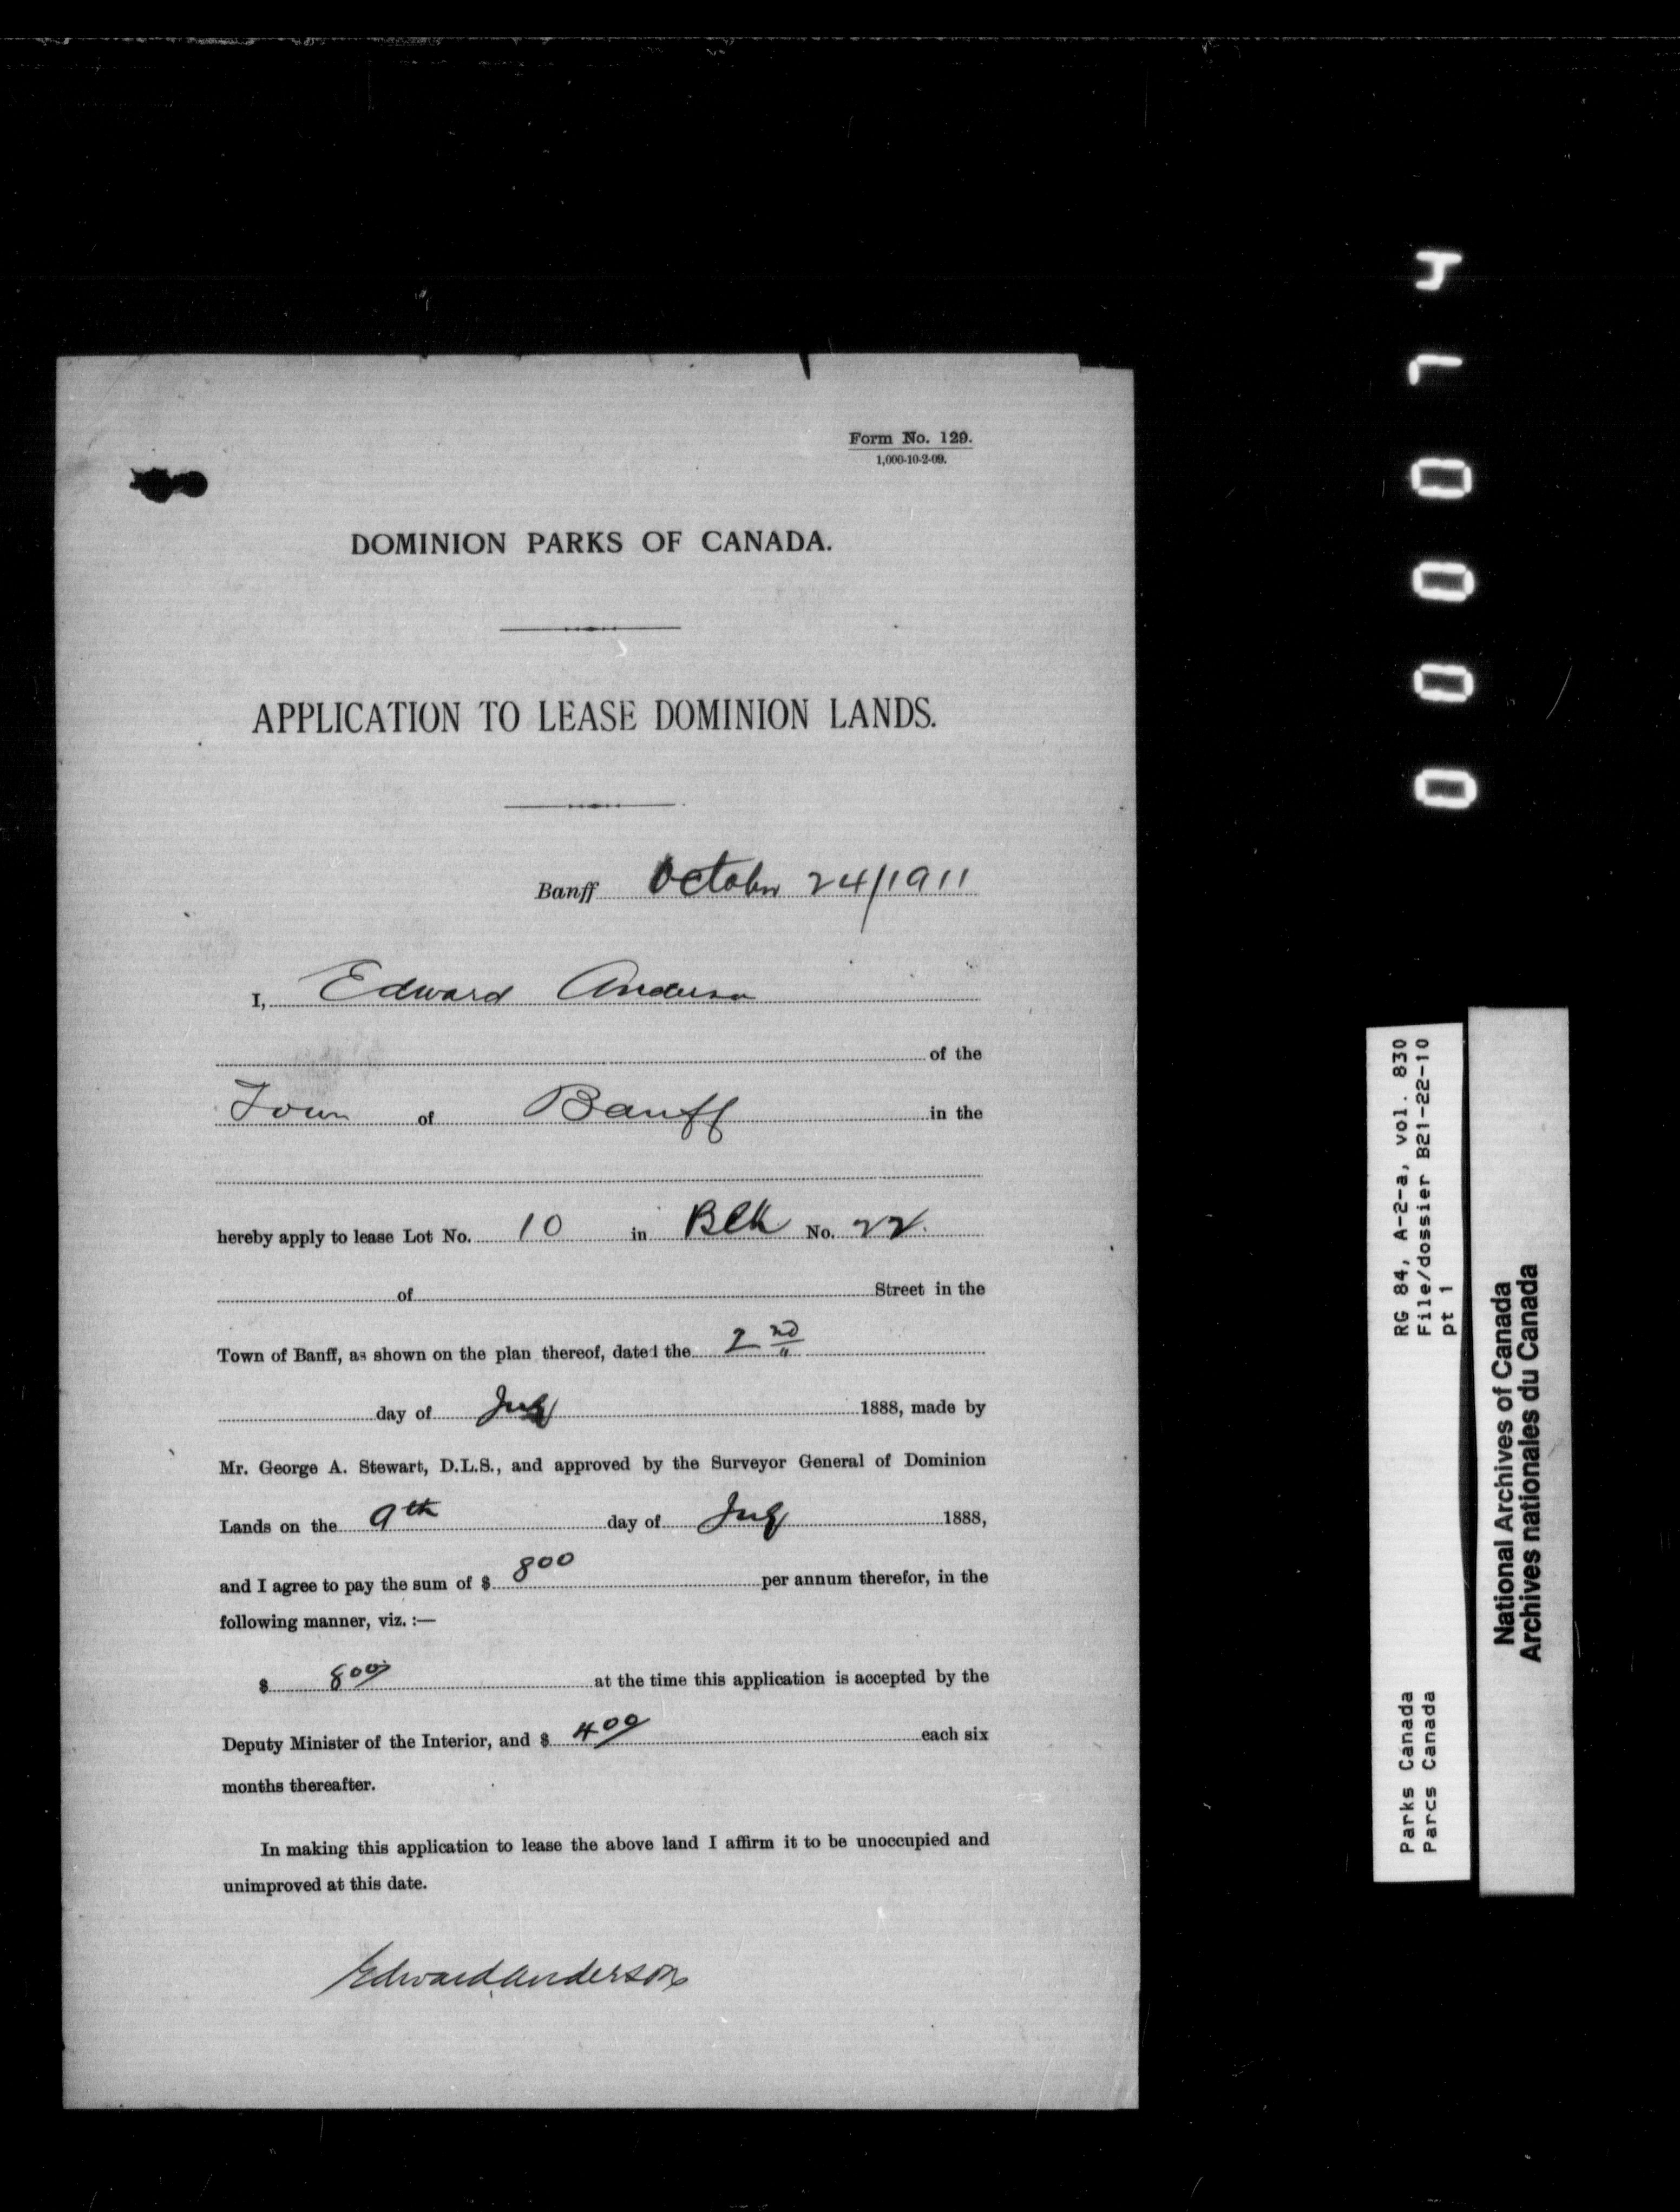 Form No. 129.
1,000-10-2-09.
DOMINION PARKS OF CANADA.
APPLICATION TO LEASE DOMINION LANDS.
Banff October 24/1911
I, Edward Anderson
of the
Town of Banff in the
hereby apply to lease Lot No. 10 in Blk No. 22.
of Street in the
Town of Banff, as shown on the plan thereof, dated the 2nd
day of July 1888, made by
Mr. George A. Stewart, D.L.S., and approved by the Surveyor General of Dominion
Lands on the 9th day of July 1888,
and I agree to pay the sum of $ 8 00 per annum therefor, in the
following manner, viz. :—
$ 8 00 at the time this application is accepted by the
Deputy Minister of the Interior, and $ 4 00 each six
months thereafter.
In making this application to lease the above land I affirm it to be unoccupied and
unimproved at this date.
Edward Anderson
RG 84, A-2-a, vol. 830
File/dossier B21-22-10
pt 1
Parks Canada
Parcs Canada
National Archives of Canada
Archives nationales du Canada